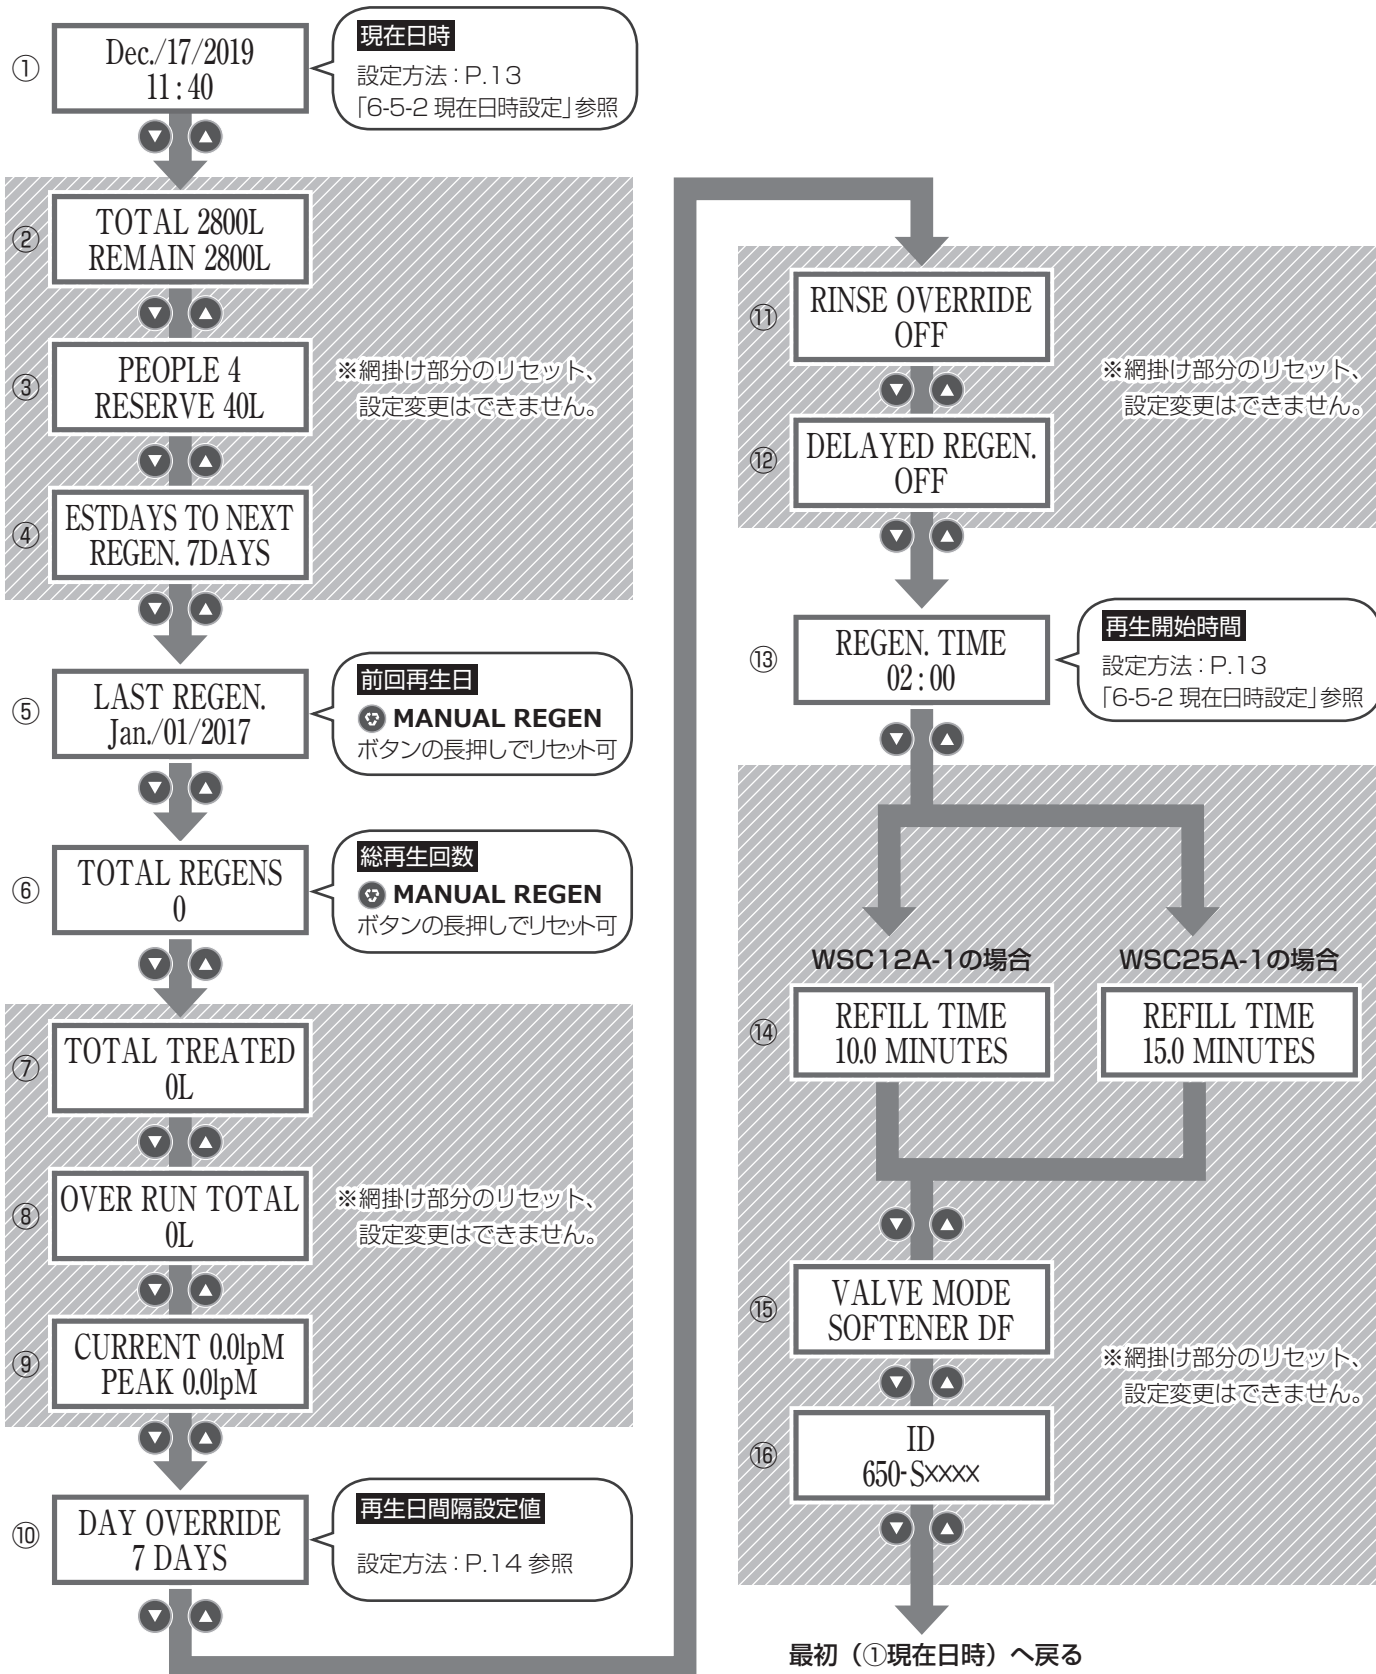 ①
Dec./17/2019
11:40
現在日時
設定方法：P.13
「6-5-2 現在日時設定」参照
②
TOTAL 2800L
REMAIN 2800L
③
PEOPLE 4
RESERVE 40L
※網掛け部分のリセット、
設定変更はできません。
④
ESTDAYS TO NEXT
REGEN. 7DAYS
⑤
LAST REGEN.
Jan./01/2017
前回再生日
MANUAL REGEN
ボタンの長押しでリセット可
⑥
TOTAL REGENS
0
総再生回数
MANUAL REGEN
ボタンの長押しでリセット可
⑦
TOTAL TREATED
0L
⑧
OVER RUN TOTAL
0L
※網掛け部分のリセット、
設定変更はできません。
⑨
CURRENT 0.0lpM
PEAK 0.0lpM
⑩
DAY OVERRIDE
7 DAYS
再生日間隔設定値
設定方法：P.14 参照
⑪
RINSE OVERRIDE
OFF
※網掛け部分のリセット、
設定変更はできません。
⑫
DELAYED REGEN.
OFF
⑬
REGEN. TIME
02:00
再生開始時間
設定方法：P.13
「6-5-2 現在日時設定」参照
WSC12A-1の場合
WSC25A-1の場合
⑭
REFILL TIME
10.0 MINUTES
REFILL TIME
15.0 MINUTES
⑮
VALVE MODE
SOFTENER DF
※網掛け部分のリセット、
設定変更はできません。
⑯
ID
650-S××××
最初（①現在日時）へ戻る